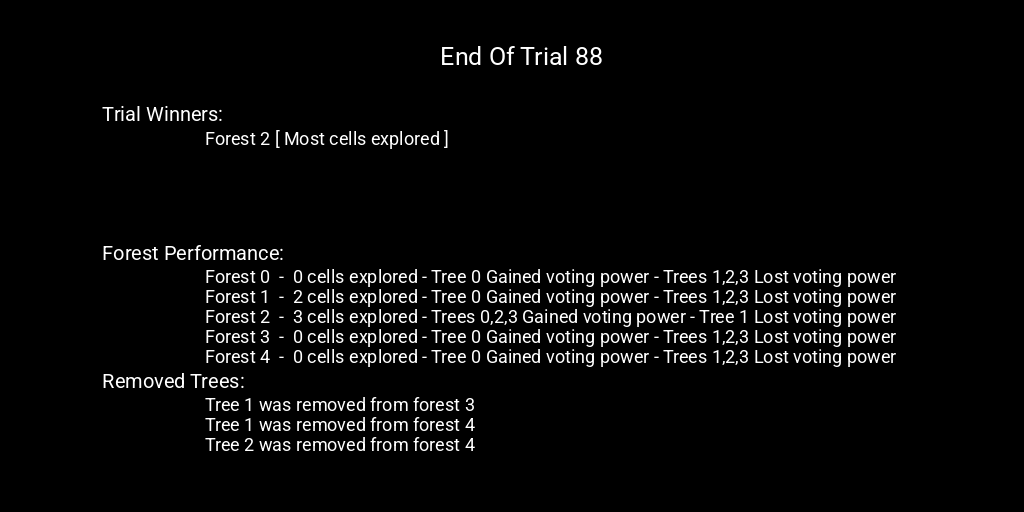 End Of Trial 88
Trial Winners:
Forest 2 [ Most cells explored ]
Forest Performance:
Forest 0 - 0 cells explored - Tree 0 Gained voting power - Trees 1,2,3 Lost voting power
Forest 1 - 2 cells explored - Tree 0 Gained voting power - Trees 1,2,3 Lost voting power
Forest 2 - 3 cells explored - Trees 0,2,3 Gained voting power - Tree 1 Lost voting power
Forest 3 - 0 cells explored - Tree 0 Gained voting power - Trees 1,2,3 Lost voting power
Forest 4 - 0 cells explored - Tree 0 Gained voting power - Trees 1,2,3 Lost voting power
Removed Trees:
Tree 1 was removed from forest 3
Tree 1 was removed from forest 4
Tree 2 was removed from forest 4